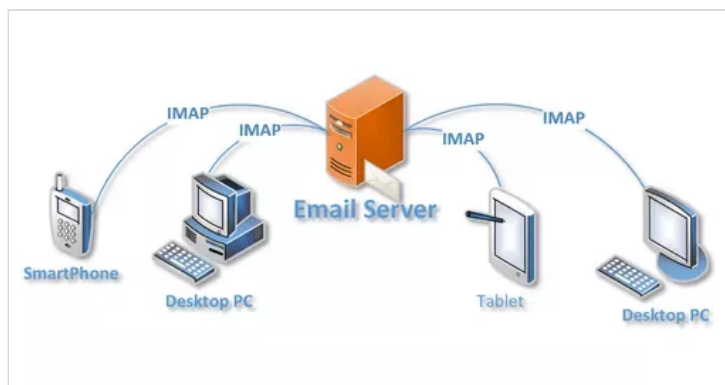 IMAP
IMAP
IMAP
IMAP
Email Server
SmartPhone
Desktop PC
Tablet
Desktop PC